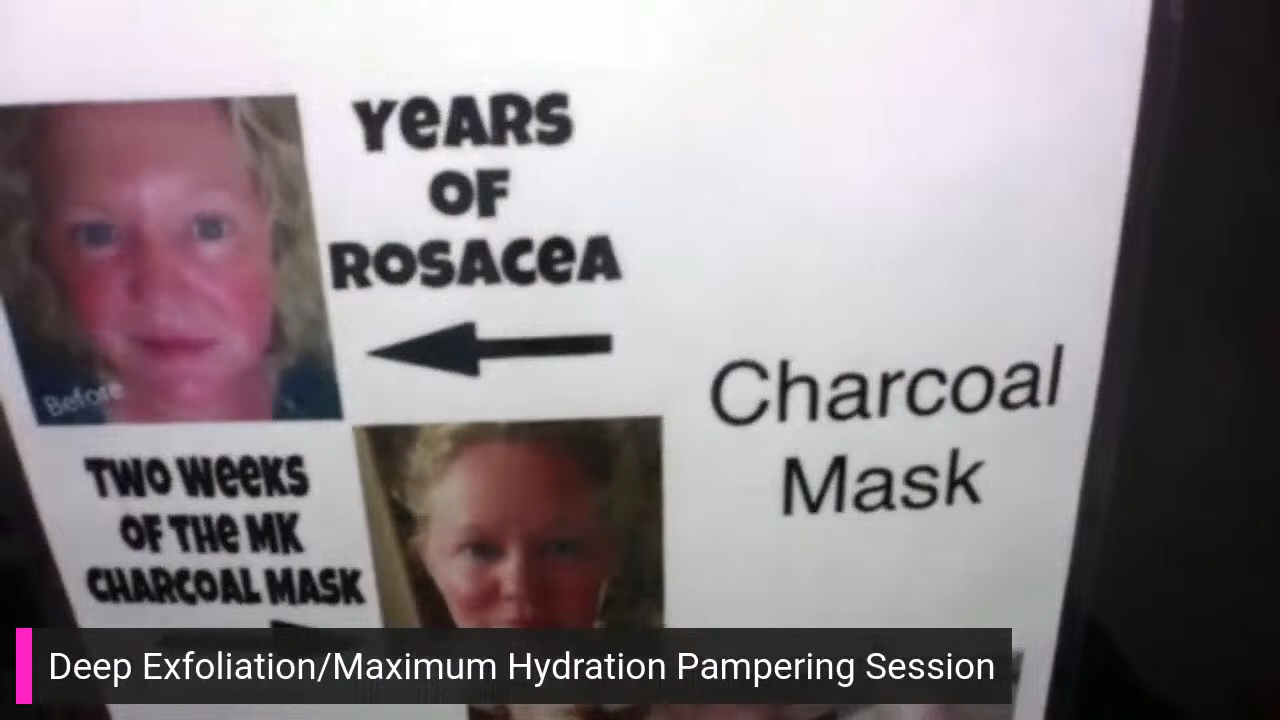 YeARS
OF
ROSACeA
Before
Charcoal
Mask
TWO WeeKS
OF THe MK
CHARCOAL MASK
Deep Exfoliation/Maximum Hydration Pampering Session